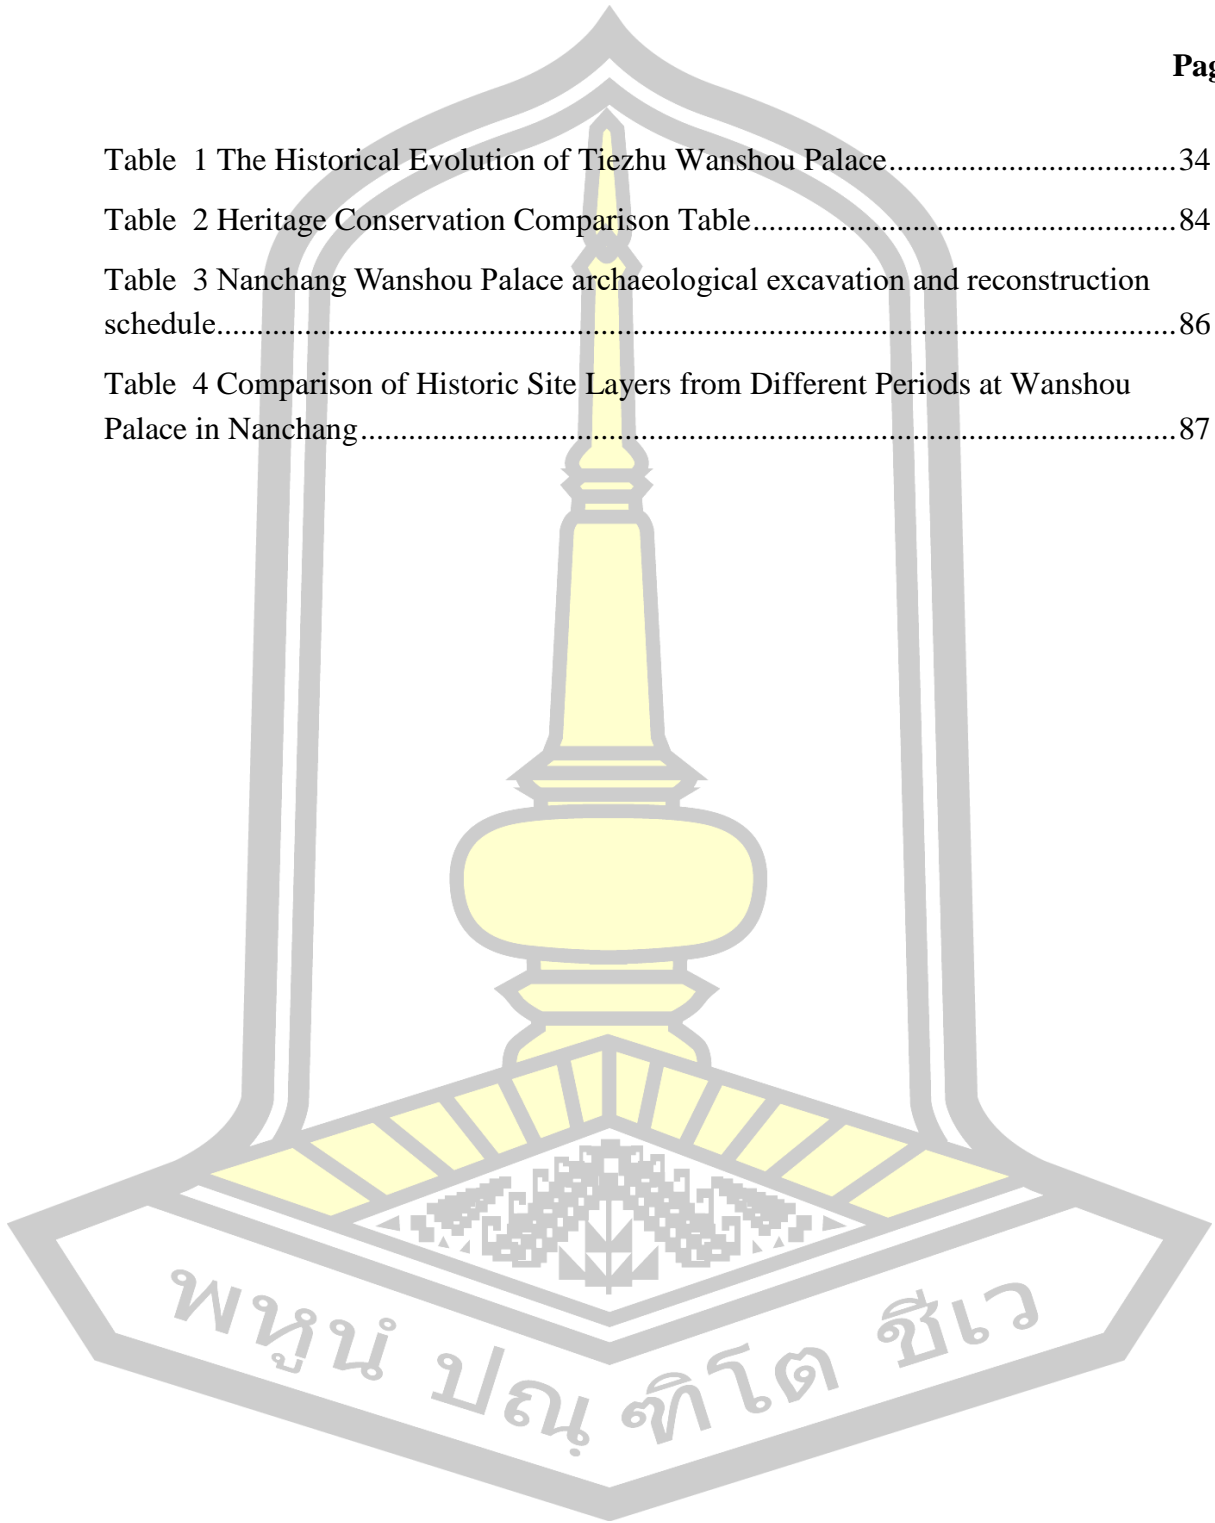 Pag
Table  1 The Historical Evolution of Tiezhu Wanshou Palace...................................34
Table  2 Heritage Conservation Comparison Table....................................................84
Table  3 Nanchang Wanshou Palace archaeological excavation and reconstruction
schedule.....................................................................................................................86
Table  4 Comparison of Historic Site Layers from Different Periods at Wanshou
Palace in Nanchang...................................................................................................87
พหูนํ ปณฺฑิโต ชีเว